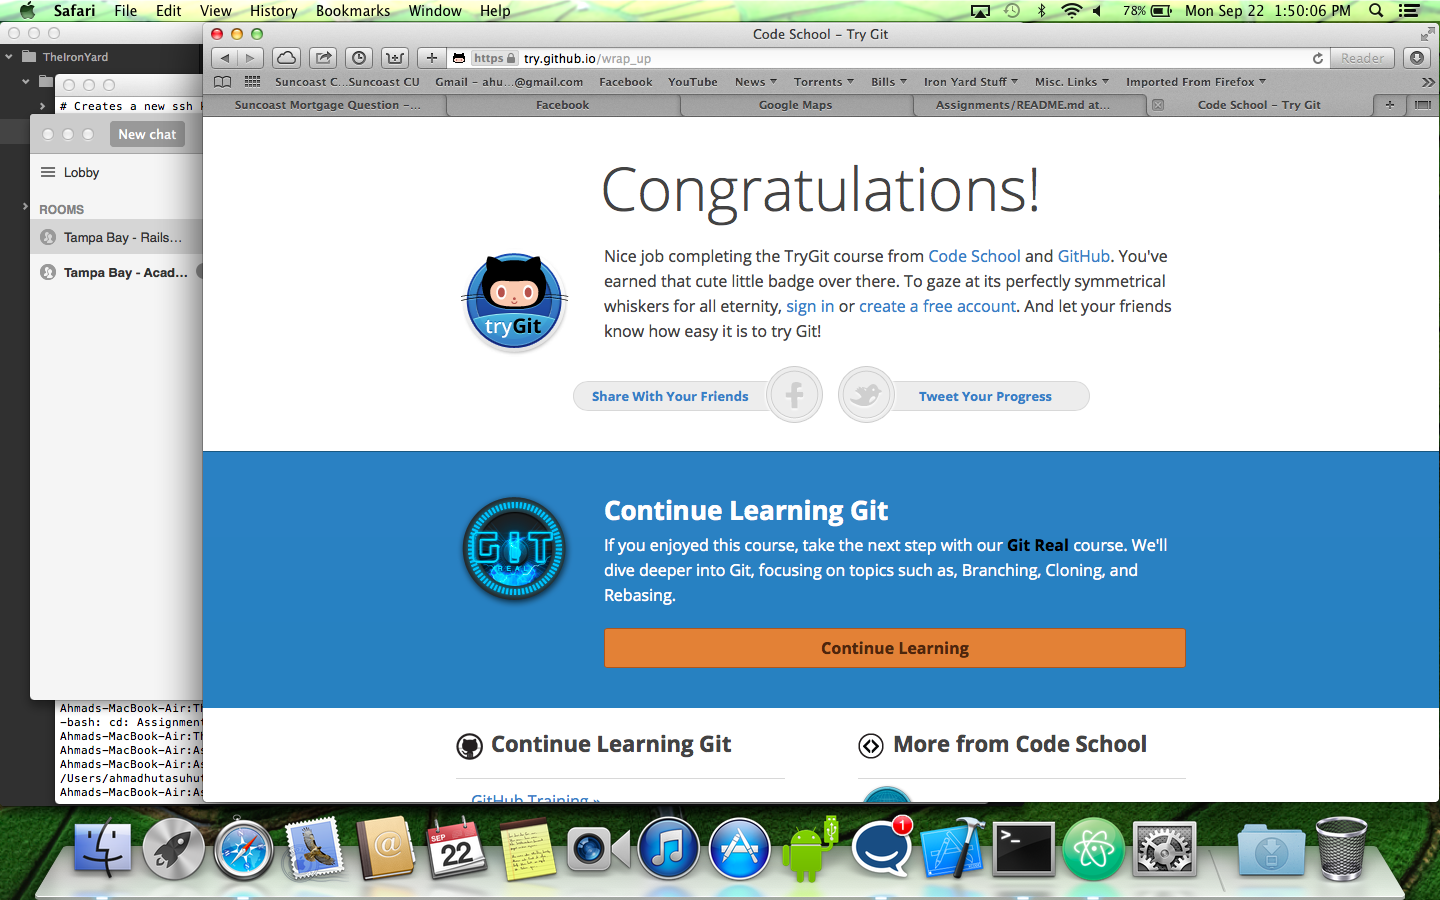 Safari File Edit View History Bookmarks Window Help 78% Mon Sep 22 1:50:06 PM
TheIronYard
# Creates a new ssh
New chat
Lobby
ROOMS
Tampa Bay - Rails...
Tampa Bay - Acad...
Ahmads-MacBook-Air:Th
-bash: cd: Assignment
Ahmads-MacBook-Air:Th
Ahmads-MacBook-Air:As
Ahmads-MacBook-Air:As
/Users/ahmadhutasuhut
Ahmads-MacBook-Air:As
Code School – Try Git
https try.github.io/wrap_up Reader
Suncoast C...Suncoast CU Gmail – ahu...@gmail.com Facebook YouTube News Torrents Bills Iron Yard Stuff Misc. Links Imported From Firefox
Suncoast Mortgage Question –... Facebook Google Maps Assignments/README.md at... Code School – Try Git
Congratulations!
Nice job completing the TryGit course from Code School and GitHub. You've
earned that cute little badge over there. To gaze at its perfectly symmetrical
whiskers for all eternity, sign in or create a free account. And let your friends
know how easy it is to try Git!
tryGit
Share With Your Friends Tweet Your Progress
GIT
REAL
Continue Learning Git
If you enjoyed this course, take the next step with our Git Real course. We'll
dive deeper into Git, focusing on topics such as, Branching, Cloning, and
Rebasing.
Continue Learning
Continue Learning Git
GitHub Training »
More from Code School
SEP
22
1